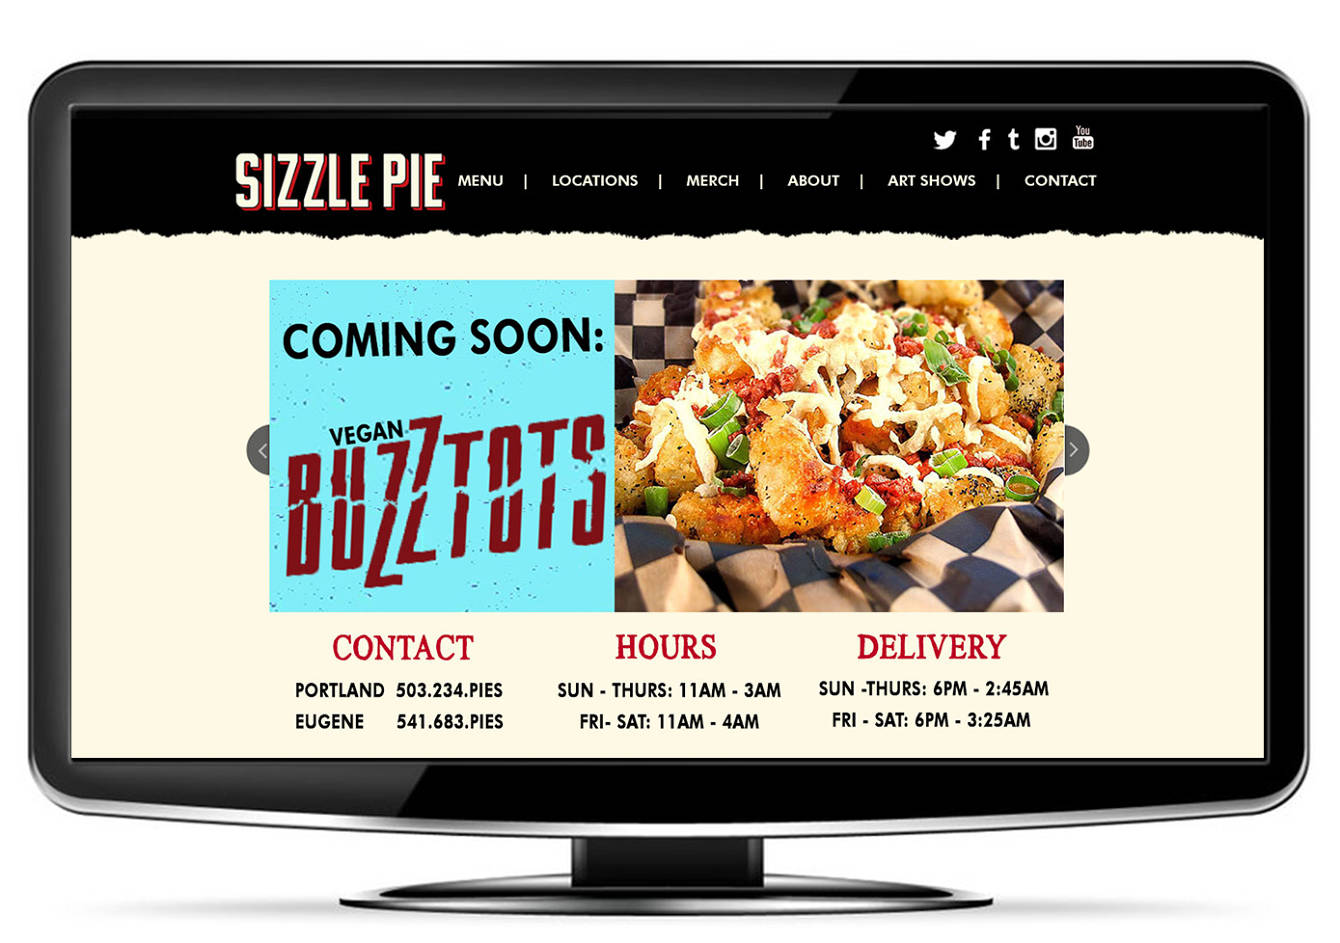 You
Tube
SIZZLE PIE
MENU | LOCATIONS | MERCH | ABOUT | ART SHOWS | CONTACT
COMING SOON:
VEGAN
BUZZTOTS
CONTACT
PORTLAND 503.234.PIES
EUGENE 541.683.PIES
HOURS
SUN - THURS: 11AM - 3AM
FRI- SAT: 11AM - 4AM
DELIVERY
SUN -THURS: 6PM - 2:45AM
FRI - SAT: 6PM - 3:25AM